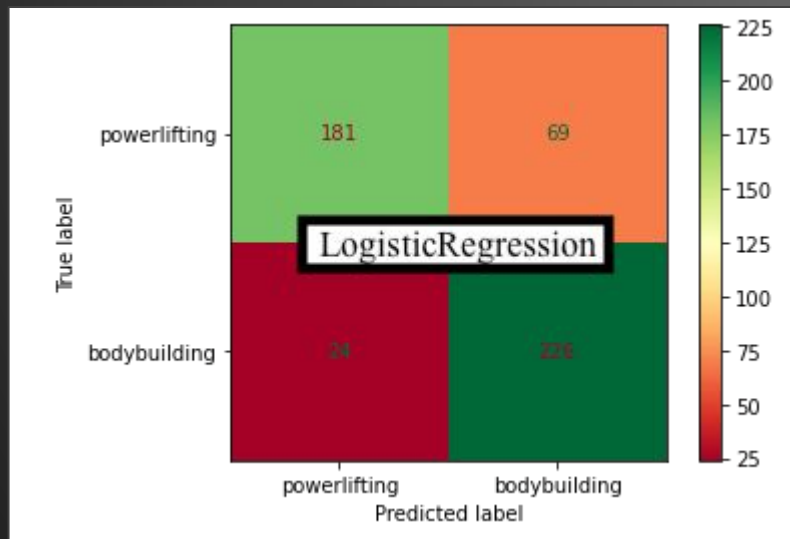 225
200
175
150
125
100
75
50
25
powerlifting
181
69
LogisticRegression
True label
bodybuilding
24
226
powerlifting
bodybuilding
Predicted label